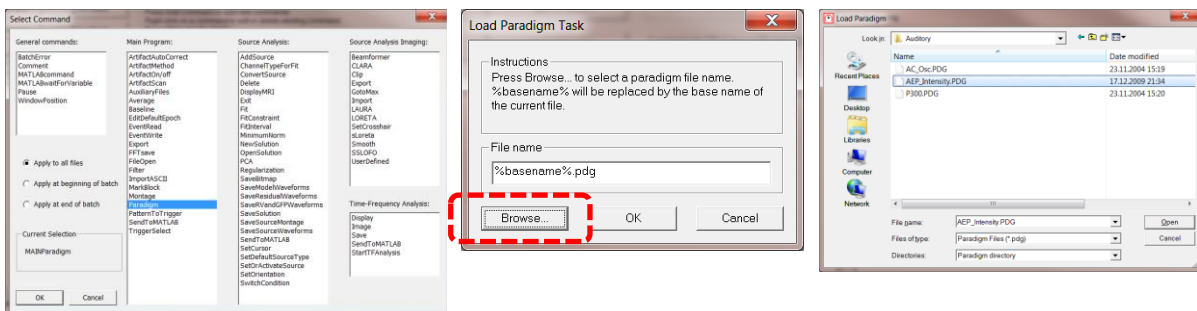 Select Command
General commands:
BatchError
Comment
MATLABcommand
MATLABwaitForVariable
Pause
WindowPosition
Apply to all files
Apply at beginning of batch
Apply at end of batch
Current Selection
MAINParadigm
OK
Cancel
Main Program:
ArtifactAutoCorrect
ArtifactMethod
ArtifactOn/off
ArtifactScan
AuxiliaryFiles
Average
Baseline
EditDefaultEpoch
EventRead
EventWrite
Export
FFTsave
FileOpen
Filter
ImportASCII
MarkBlock
Montage
Paradigm
PatternToTrigger
SendToMATLAB
TriggerSelect
Source Analysis:
AddSource
ChannelTypeForFit
ConvertSource
Delete
DisplayMRI
Exit
Fit
FitConstraint
FitInterval
MinimumNorm
NewSolution
OpenSolution
PCA
Regularization
SaveBitmap
SaveModelWaveforms
SaveResidualWaveforms
SaveRVandGFPWaveforms
SaveSolution
SaveSourceMontage
SaveSourceWaveforms
SendToMATLAB
SetCursor
SetDefaultSourceType
SetOrActivateSource
SetOrientation
SwitchCondition
Source Analysis Imaging:
Beamformer
CLARA
Clip
Export
GotoMax
Import
LAURA
LORETA
SetCrosshair
sLoreta
Smooth
SSLOFO
UserDefined
Time-Frequency Analysis:
Display
Image
Save
SendToMATLAB
StartTFAnalysis
Load Paradigm Task
Instructions
Press Browse... to select a paradigm file name.
%basename% will be replaced by the base name of
the current file.
File name
%basename%.pdg
Browse...
OK
Cancel
Load Paradigm
Look in:
Auditory
Recent Places
Desktop
Libraries
Computer
Network
Name
Date modified
AC_Osc.PDG
23.11.2004 15:19
AEP_Intensity.PDG
17.12.2009 21:34
P300.PDG
23.11.2004 15:20
File name:
AEP_Intensity.PDG
Open
Files of type:
Paradigm Files (*.pdg)
Cancel
Directories:
Paradigm directory